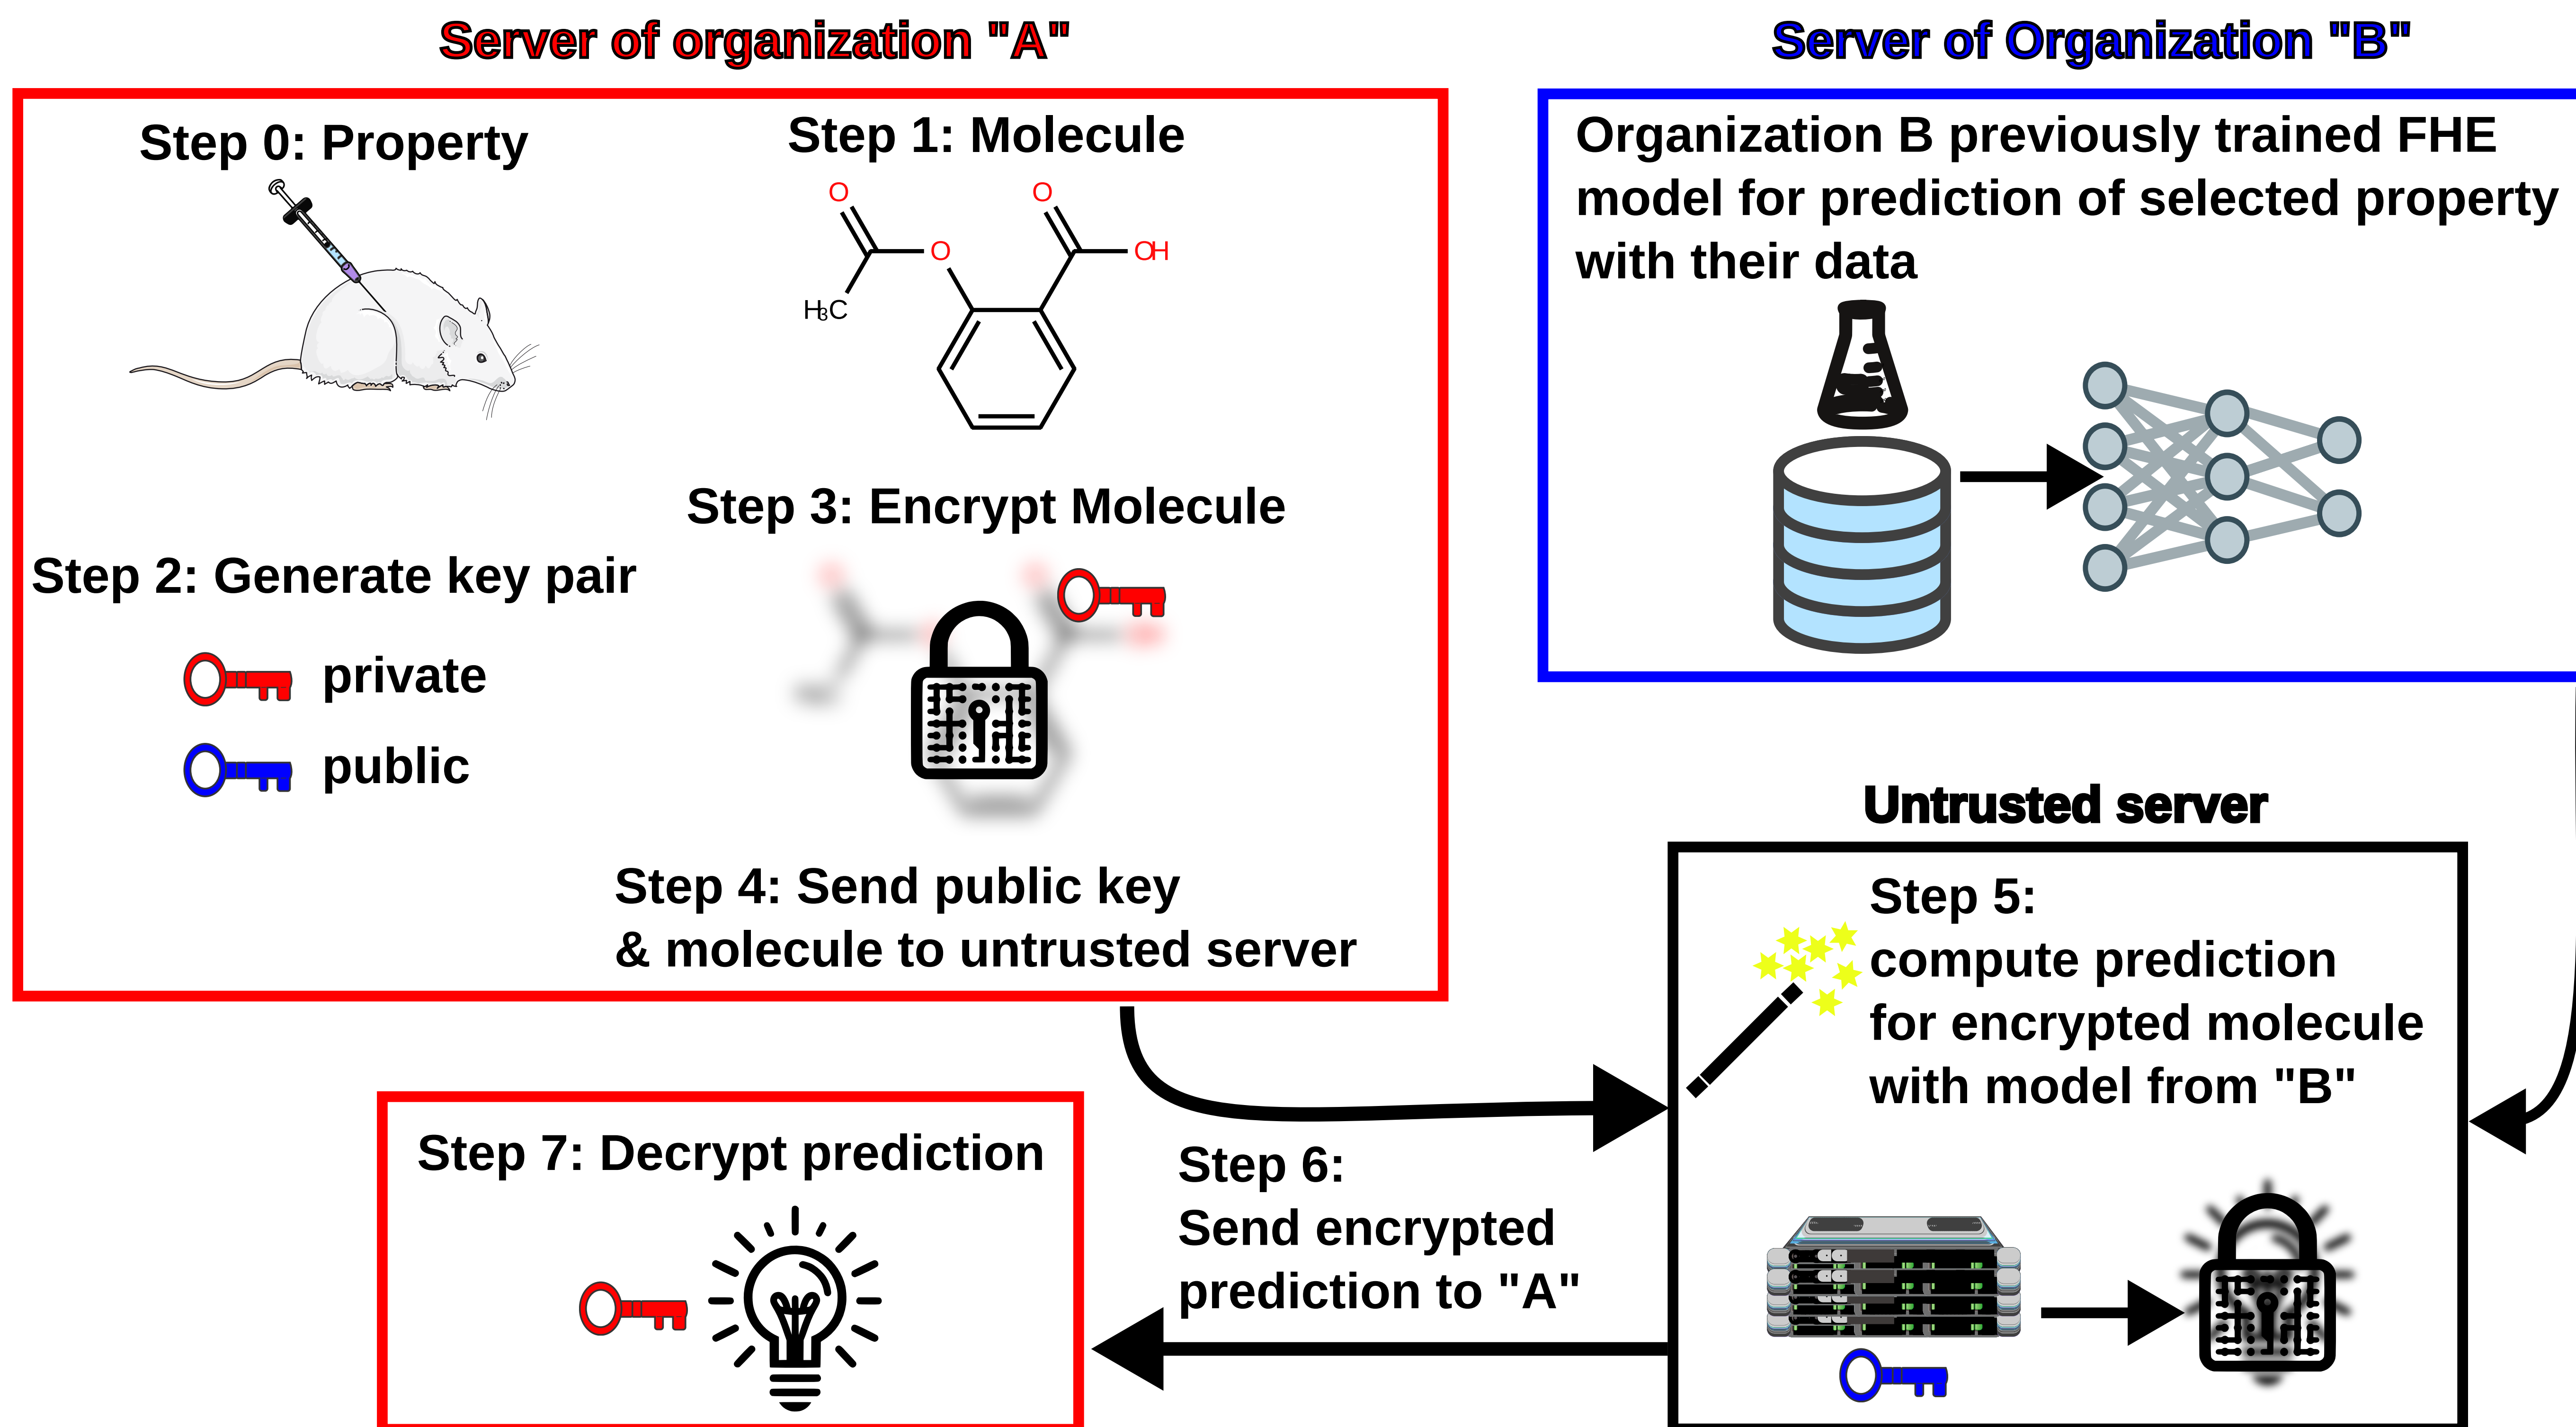 Server of organization "A"
Step 0: Property
Step 1: Molecule
O
O
O
OH
H3C
Step 2: Generate key pair
private
public
Step 3: Encrypt Molecule
Step 4: Send public key
& molecule to untrusted server
Server of Organization "B"
Organization B previously trained FHE
model for prediction of selected property
with their data
Untrusted server
Step 5:
compute prediction
for encrypted molecule
with model from "B"
Step 6:
Send encrypted
prediction to "A"
Step 7: Decrypt prediction